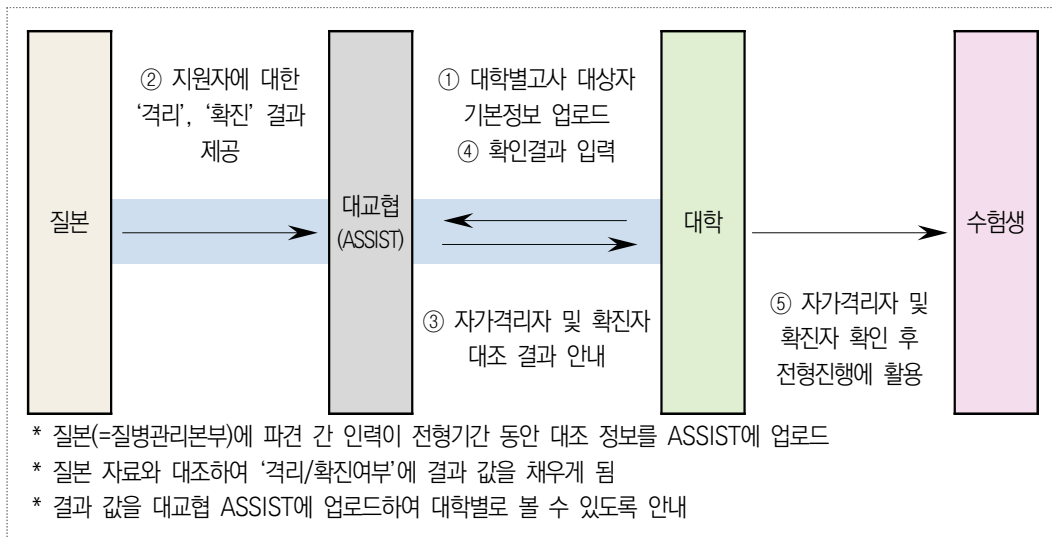 ② 지원자에 대한
‘격리’, ‘확진’ 결과
제공
① 대학별고사 대상자
기본정보 업로드
④ 확인결과 입력
질본
대교협
(ASSIST)
대학
수험생
③ 자가격리자 및 확진자
대조 결과 안내
⑤ 자가격리자 및
확진자 확인 후
전형진행에 활용
* 질본(=질병관리본부)에 파견 간 인력이 전형기간 동안 대조 정보를 ASSIST에 업로드
* 질본 자료와 대조하여 ‘격리/확진여부’에 결과 값을 채우게 됨
* 결과 값을 대교협 ASSIST에 업로드하여 대학별로 볼 수 있도록 안내